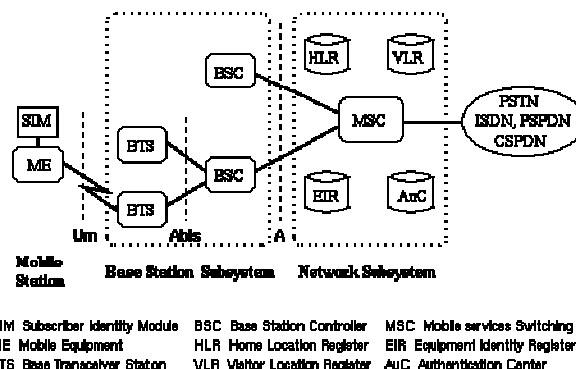 HLR
VLR
BSC
PSTN
ISDN, PSPDN
CSPDN
SIM
MSC
BTS
ME
BSC
EIR
AuC
BTS
Um
Abis
A
Mobile
Station
Base Station Subsystem
Network Subsystem
IM Subscriber Identity Module BSC Base Station Controller MSC Mobile services Switching
E Mobile Equipment HLR Home Location Register EIR Equipment Identity Register
TS Base Transceiver Station VLR Visitor Location Register AuC Authentication Center